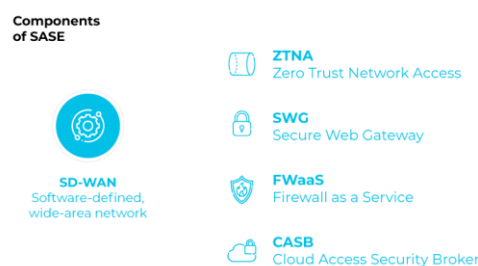 Components
of SASE
SD-WAN
Software-defined,
wide-area network
ZTNA
Zero Trust Network Access
SWG
Secure Web Gateway
FWaaS
Firewall as a Service
CASB
Cloud Access Security Broker